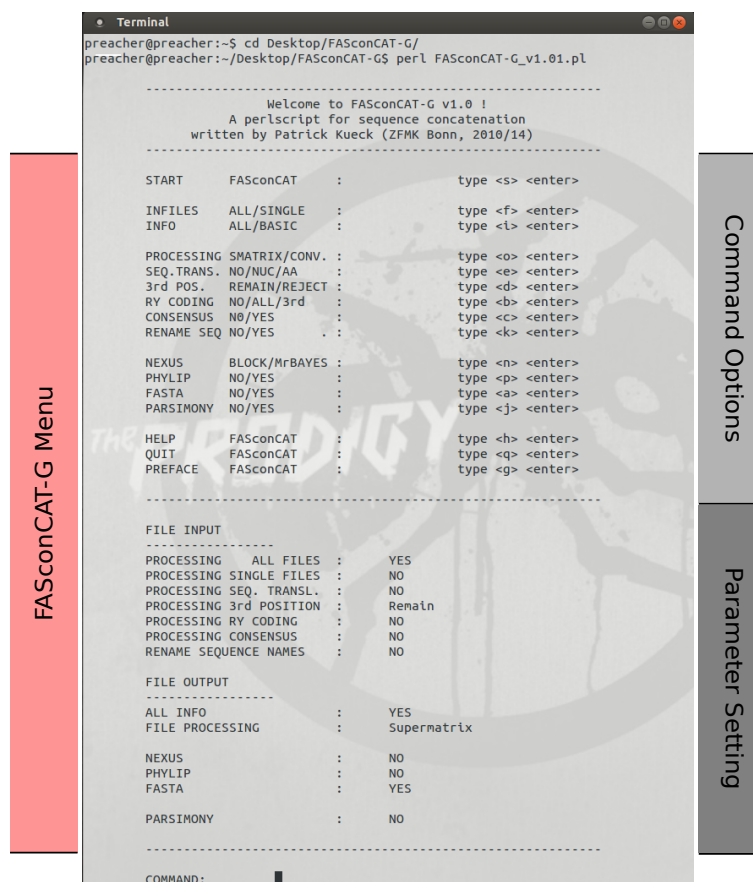 Terminal
preacher@preacher:~$ cd Desktop/FASconCAT-G/
preacher@preacher:~/Desktop/FASconCAT-G$ perl FASconCAT-G_v1.01.pl
------------------------------------------------------------
Welcome to FASconCAT-G v1.0 !
A perlscript for sequence concatenation
written by Patrick Kueck (ZFMK Bonn, 2010/14)
------------------------------------------------------------
START FASconCAT : type <s> <enter>
INFILES ALL/SINGLE : type <f> <enter>
INFO ALL/BASIC : type <i> <enter>
PROCESSING SMATRIX/CONV. : type <o> <enter>
SEQ.TRANS. NO/NUC/AA : type <e> <enter>
3rd POS. REMAIN/REJECT : type <d> <enter>
RY CODING NO/ALL/3rd : type <b> <enter>
CONSENSUS N0/YES : type <c> <enter>
RENAME SEQ NO/YES . : type <k> <enter>
NEXUS BLOCK/MrBAYES : type <n> <enter>
PHYLIP NO/YES : type <p> <enter>
FASTA NO/YES : type <a> <enter>
PARSIMONY NO/YES : type <j> <enter>
HELP FASconCAT : type <h> <enter>
QUIT FASconCAT : type <q> <enter>
PREFACE FASconCAT : type <g> <enter>
------------------------------------------------------------
FILE INPUT
-----------------
PROCESSING ALL FILES : YES
PROCESSING SINGLE FILES : NO
PROCESSING SEQ. TRANSL. : NO
PROCESSING 3rd POSITION : Remain
PROCESSING RY CODING : NO
PROCESSING CONSENSUS : NO
RENAME SEQUENCE NAMES : NO
FILE OUTPUT
-----------------
ALL INFO : YES
FILE PROCESSING : Supermatrix
NEXUS : NO
PHYLIP : NO
FASTA : YES
PARSIMONY : NO
------------------------------------------------------------
COMMAND:
THE PRODIGY
FASconCAT-G Menu
Command Options
Parameter Setting